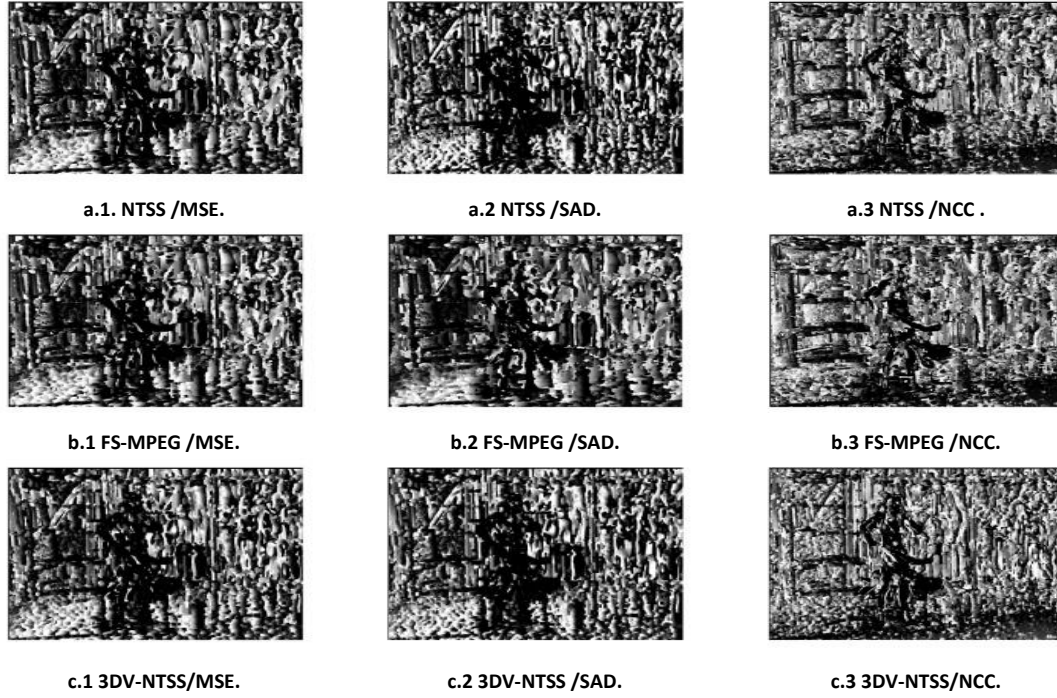 a.1. NTSS /MSE.
a.2 NTSS /SAD.
a.3 NTSS /NCC .
b.1 FS-MPEG /MSE.
b.2 FS-MPEG /SAD.
b.3 FS-MPEG /NCC.
c.1 3DV-NTSS/MSE.
c.2 3DV-NTSS /SAD.
c.3 3DV-NTSS/NCC.